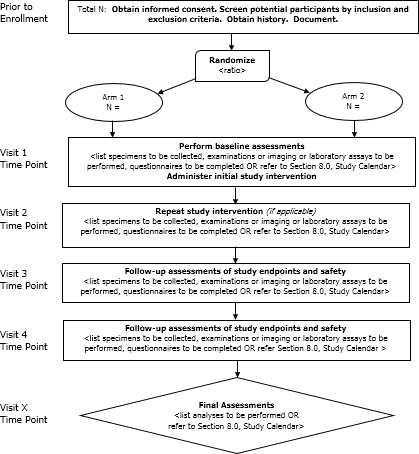 Prior to
Enrollment
Total N: Obtain informed consent. Screen potential participants by inclusion and
exclusion criteria. Obtain history. Document.
Randomize
<ratio>
Arm 1
N =
Arm 2
N =
Visit 1
Time Point
Perform baseline assessments
<list specimens to be collected, examinations or imaging or laboratory assays to be
performed, questionnaires to be completed OR refer to Section 8.0, Study Calendar>
Administer initial study intervention
Visit 2
Time Point
Repeat study intervention (if applicable)
<list specimens to be collected, examinations or imaging or laboratory assays to be
performed, questionnaires to be completed OR refer to Section 8.0, Study Calendar>
Visit 3
Time Point
Follow-up assessments of study endpoints and safety
<list specimens to be collected, examinations or imaging or laboratory assays to be
performed, questionnaires to be completed OR refer to Section 8.0, Study Calendar>
Visit 4
Time Point
Follow-up assessments of study endpoints and safety
<list specimens to be collected, examinations or imaging or laboratory assays to be
performed, questionnaires to be completed OR refer Section 8.0, Study Calendar >
Visit X
Time Point
Final Assessments
<list analyses to be performed OR
refer to Section 8.0, Study Calendar>